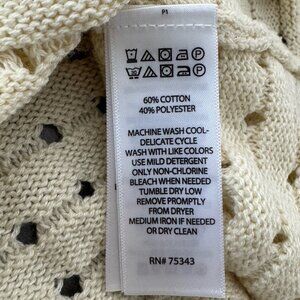 P1
60% COTTON
40% POLYESTER
MACHINE WASH COOL-
DELICATE CYCLE
WASH WITH LIKE COLORS
USE MILD DETERGENT
ONLY NON-CHLORINE
BLEACH WHEN NEEDED
TUMBLE DRY LOW
REMOVE PROMPTLY
FROM DRYER
MEDIUM IRON IF NEEDED
OR DRY CLEAN
RN# 75343